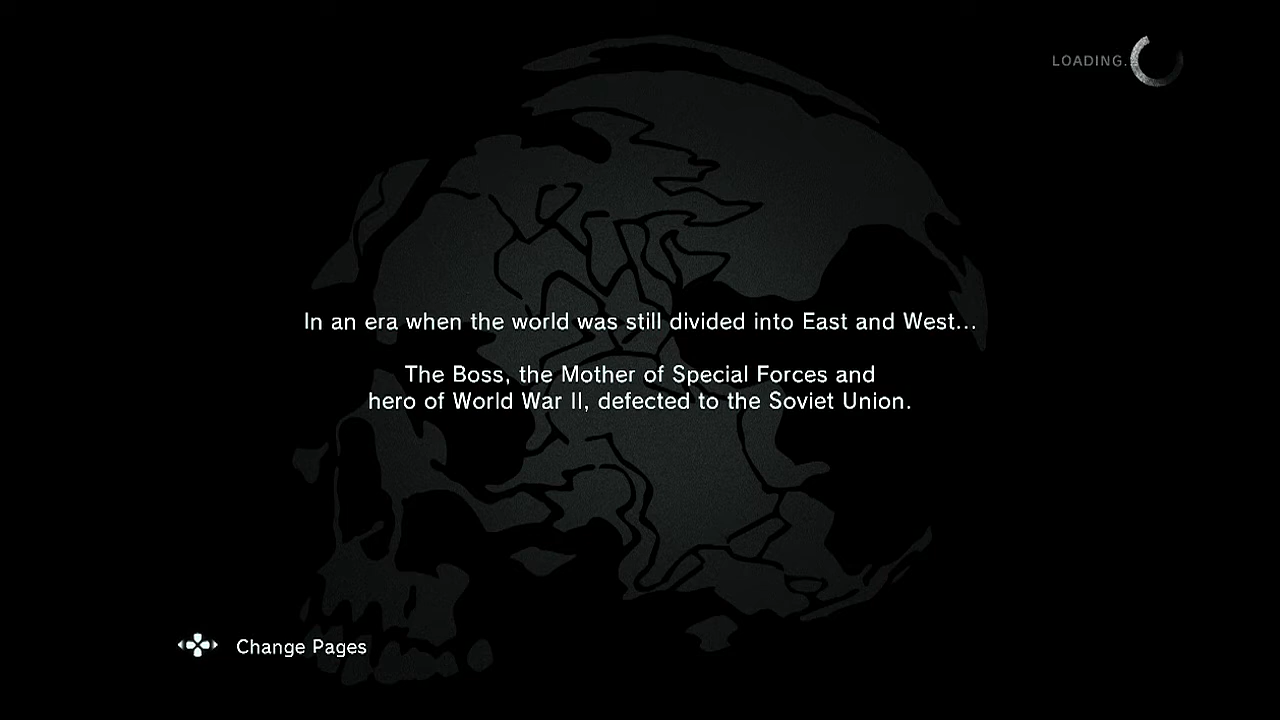 LOADING..
In an era when the world was still divided into East and West...
The Boss, the Mother of Special Forces and
hero of World War II, defected to the Soviet Union.
Change Pages